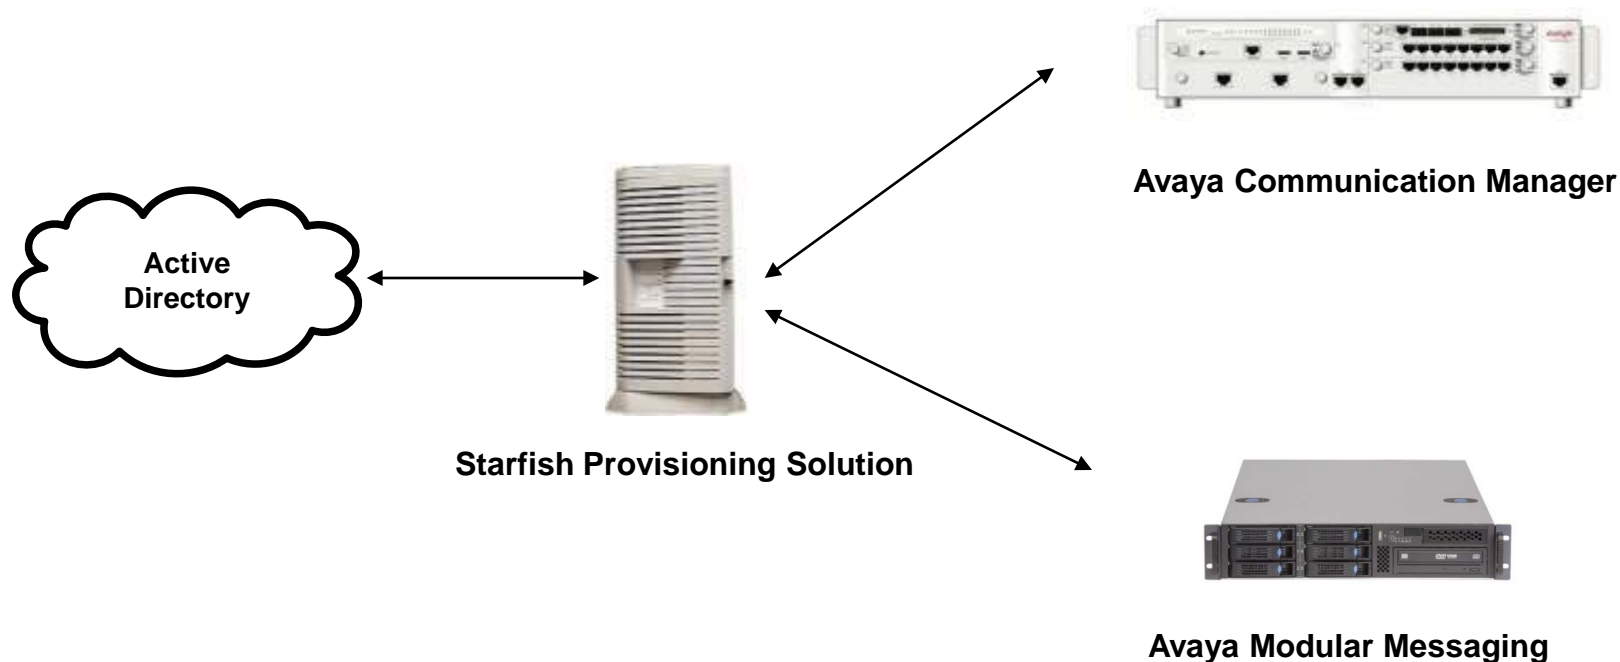 Avaya Communication Manager
Active
Directory
Starfish Provisioning Solution
Avaya Modular Messaging